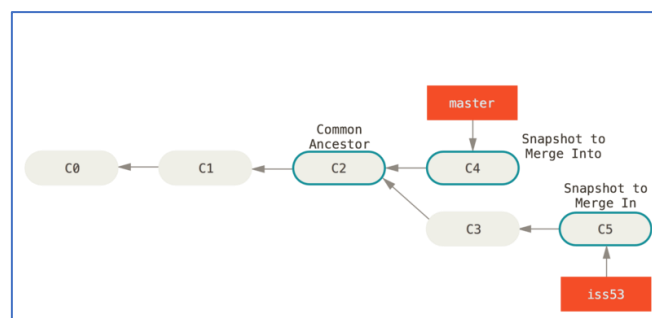 master
Common
Ancestor
Snapshot to
Merge Into
C0
C1
C2
C4
Snapshot to
Merge In
C3
C5
iss53